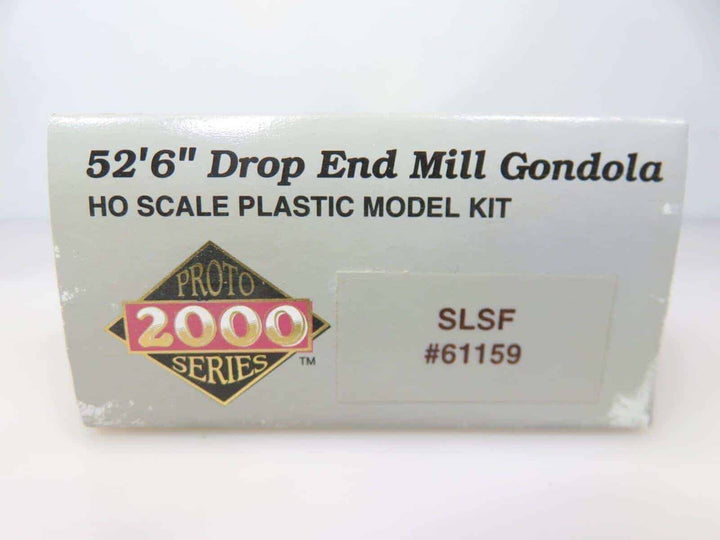 52'6" Drop End Mill Gondola
HO SCALE PLASTIC MODEL KIT
PROTO
2000
SERIES TM
SLSF
#61159